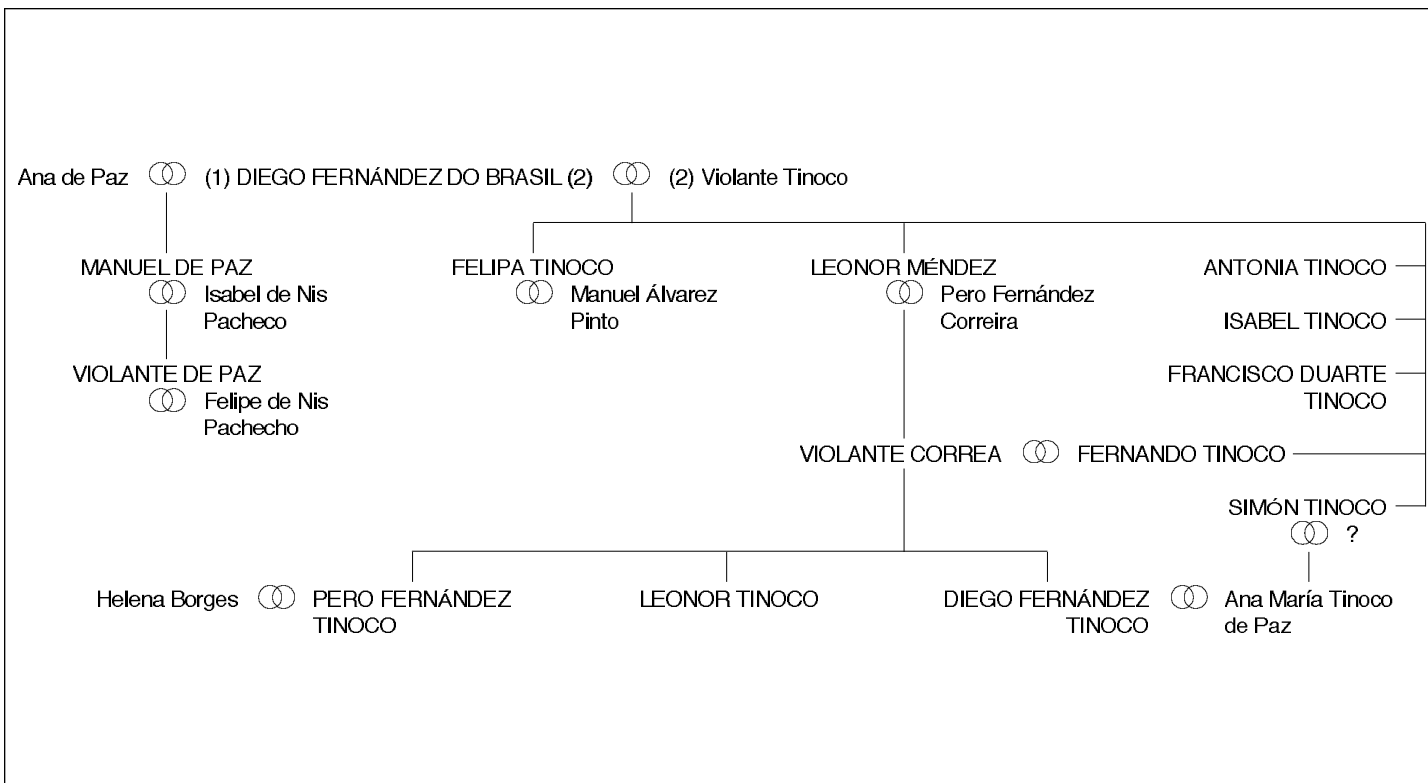 Ana de Paz (1) DIEGO FERNÁNDEZ DO BRASIL (2) (2) Violante Tinoco
MANUEL DE PAZ
Isabel de Nis
Pacheco
FELIPA TINOCO
Manuel Álvarez
Pinto
LEONOR MÉNDEZ
Pero Fernández
Correira
ANTONIA TINOCO
ISABEL TINOCO
FRANCISCO DUARTE
TINOCO
VIOLANTE DE PAZ
Felipe de Nis
Pachecho
VIOLANTE CORREA FERNANDO TINOCO
SIMÓN TINOCO
?
Helena Borges PERO FERNÁNDEZ
TINOCO
LEONOR TINOCO
DIEGO FERNÁNDEZ
TINOCO
Ana María Tinoco
de Paz